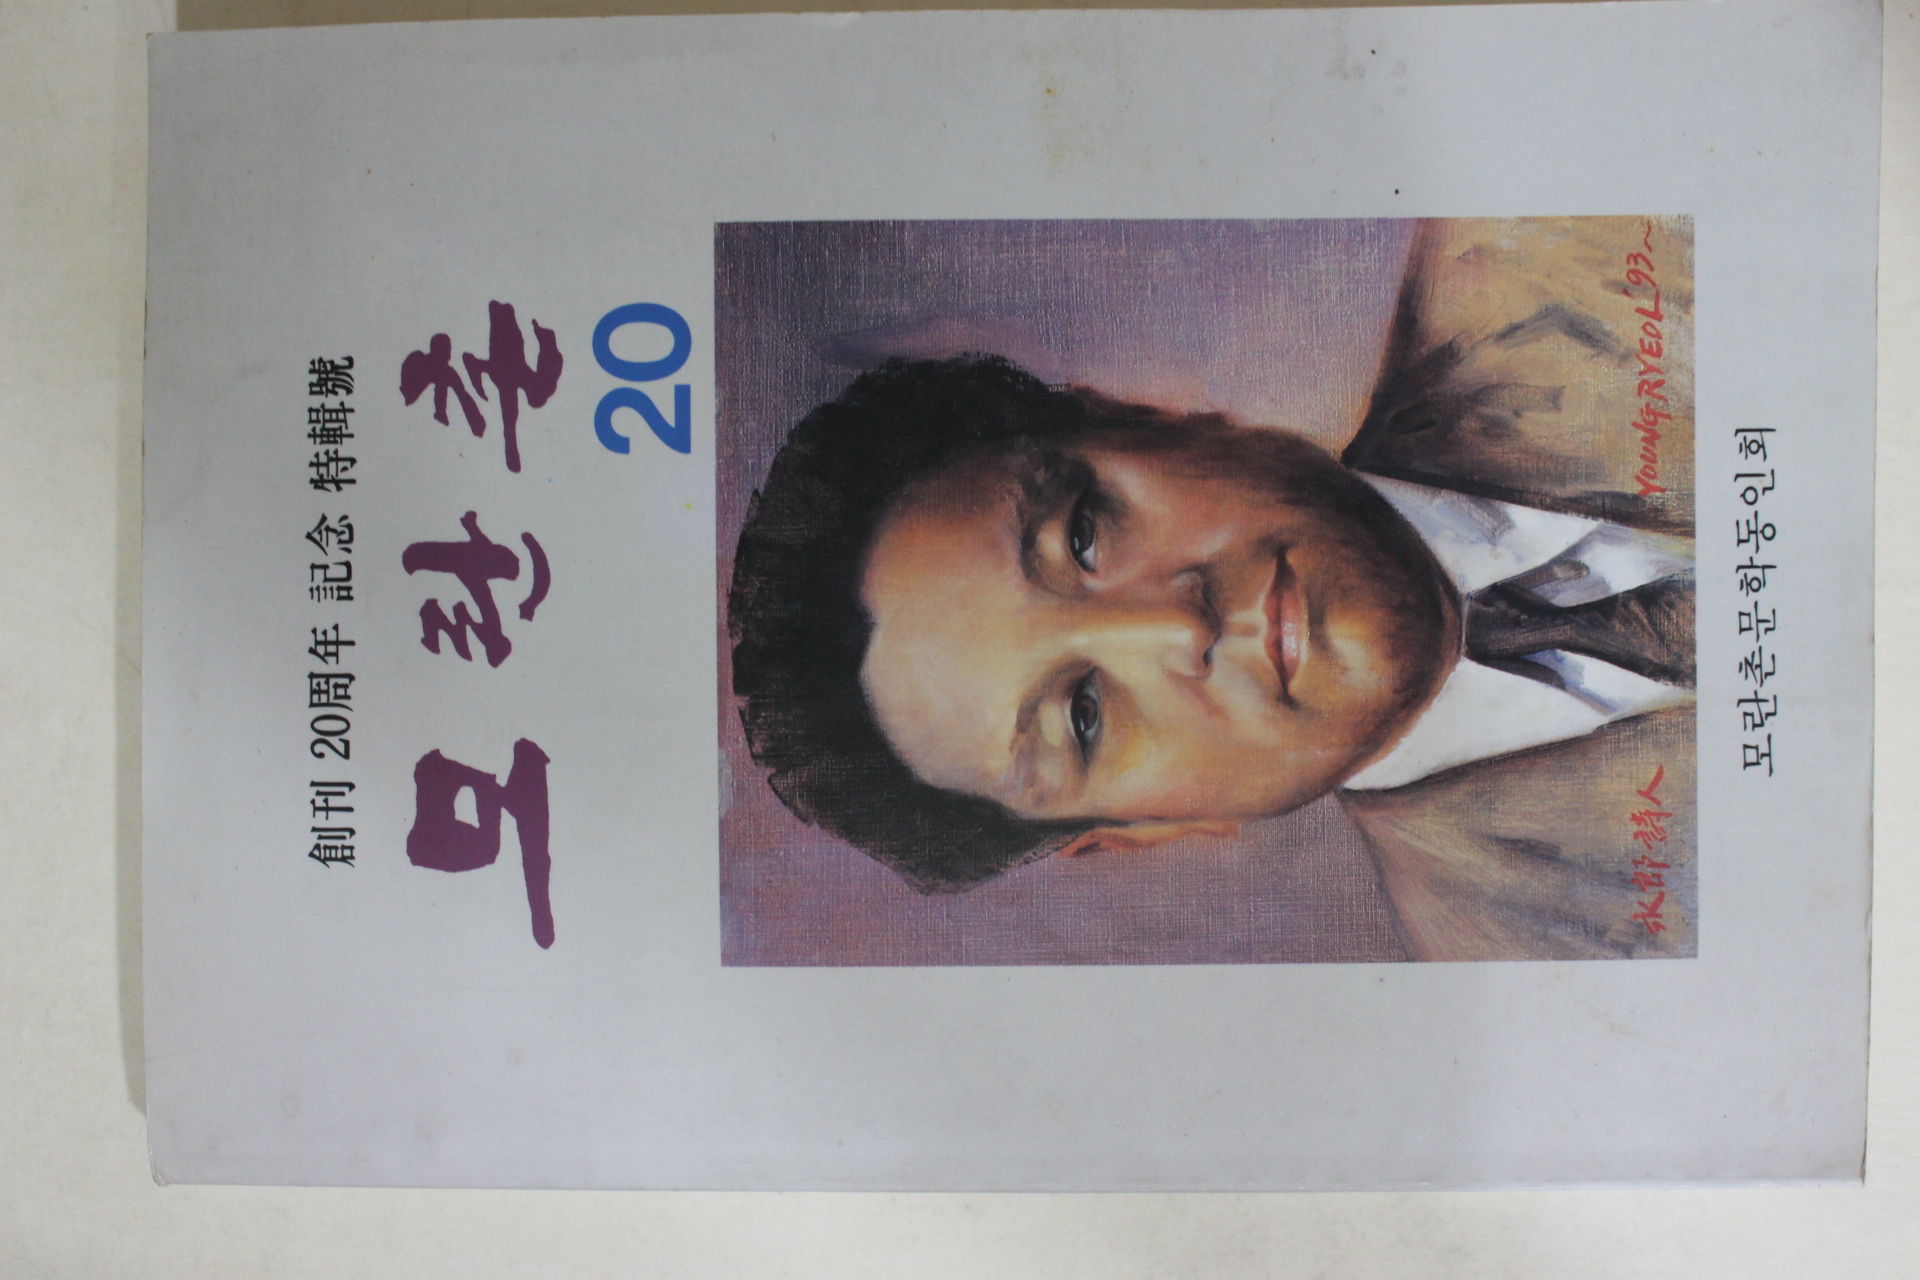 創刊 20周年 記念 特輯號
모란촌
20
永郎 詩人
YOUNG RYEOL '93~
모란촌문학동인회